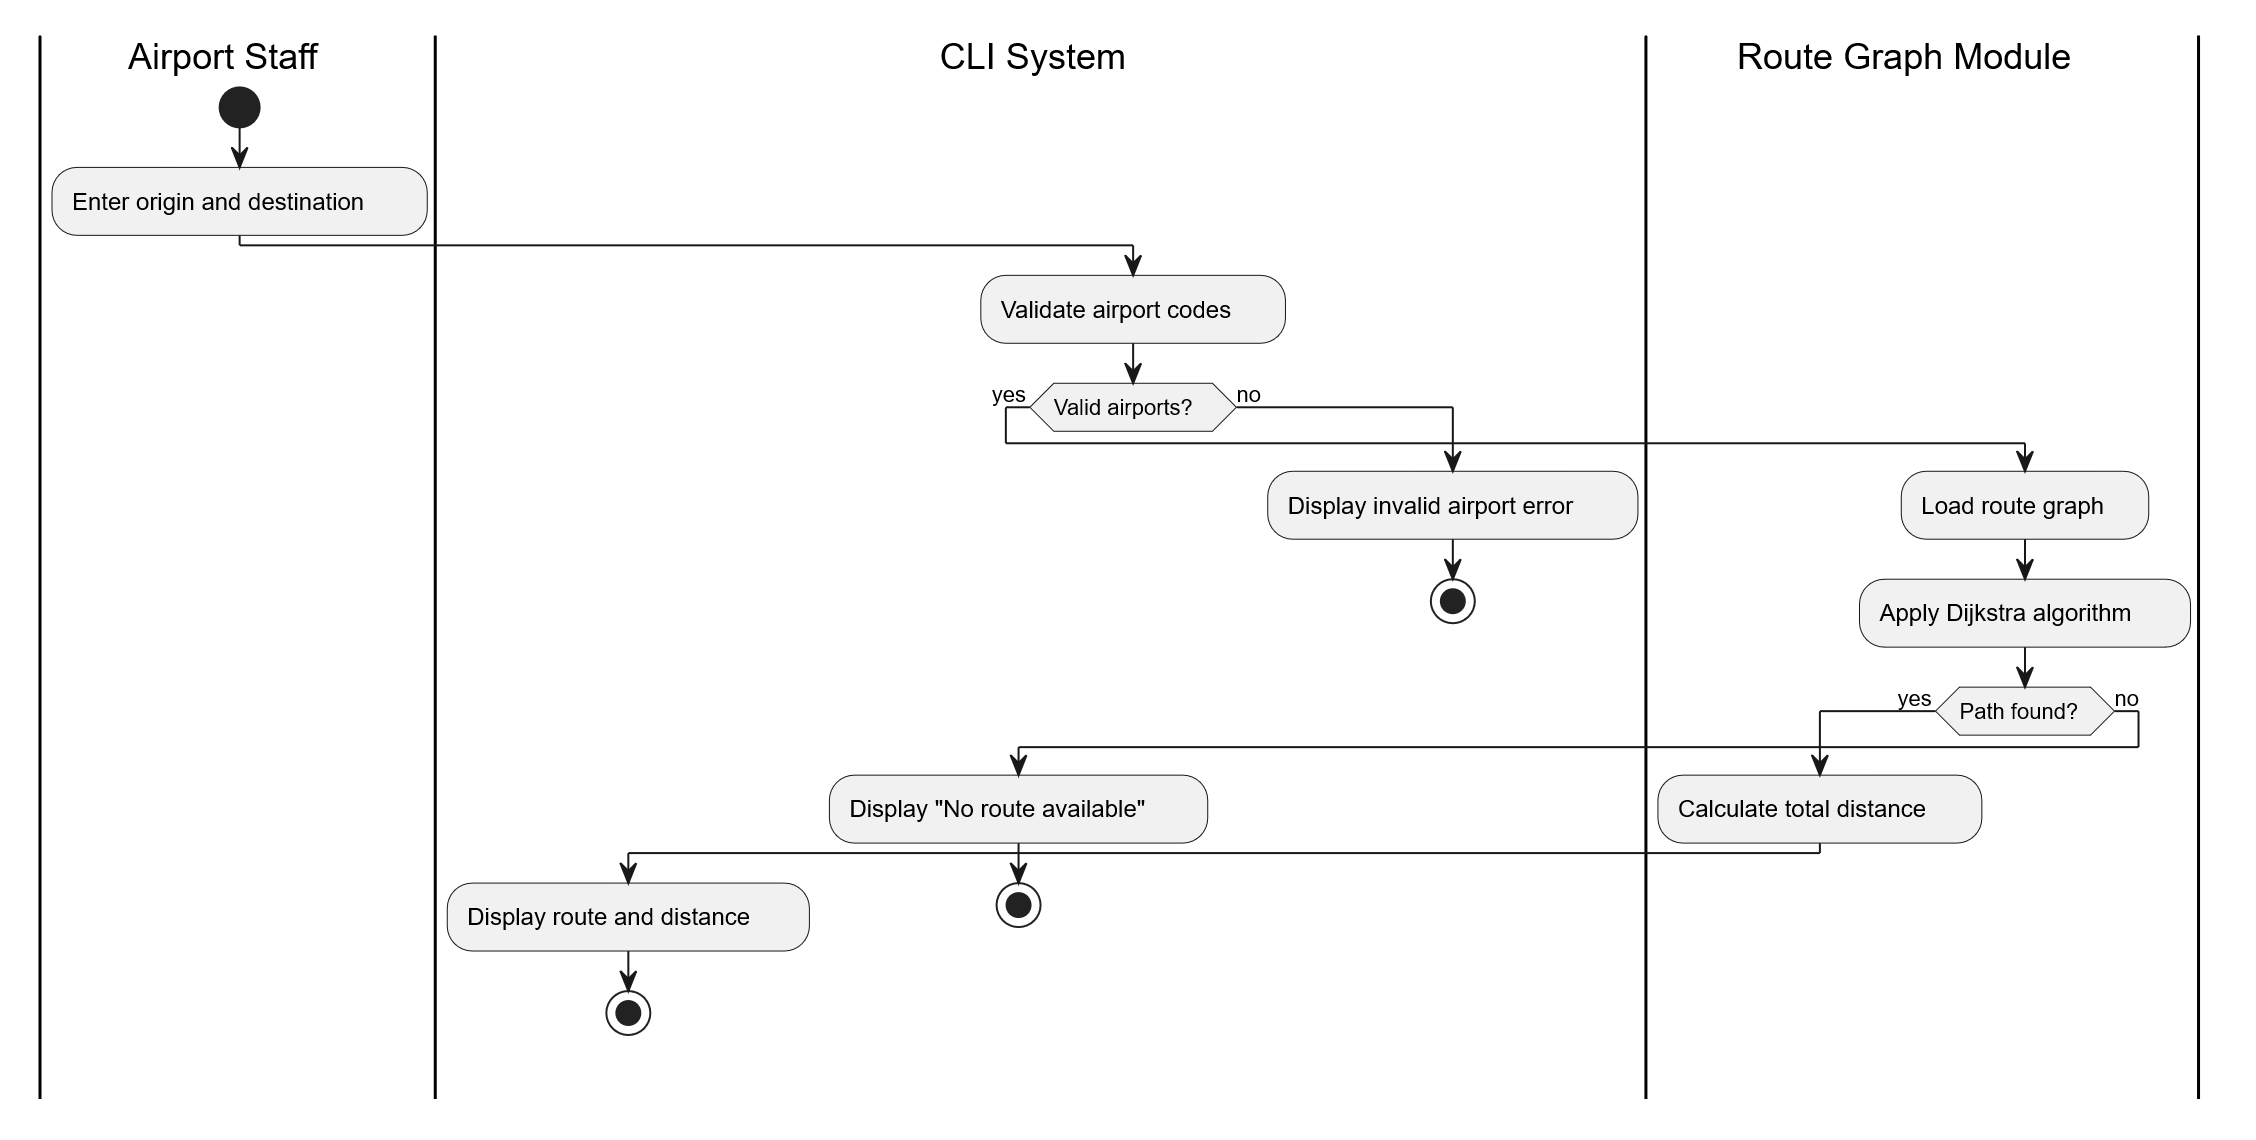 Airport Staff
CLI System
Route Graph Module
Enter origin and destination
Validate airport codes
yes
Valid airports?
no
Display invalid airport error
Load route graph
Apply Dijkstra algorithm
yes
Path found?
no
Display "No route available"
Calculate total distance
Display route and distance